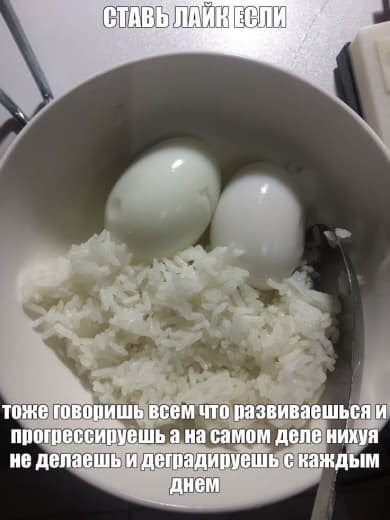 СТАВЬ ЛАЙК ЕСЛИ
тоже говоришь всем что развиваешься и
прогрессируешь а на самом деле нихуя
не делаешь и деградируешь с каждым
днем